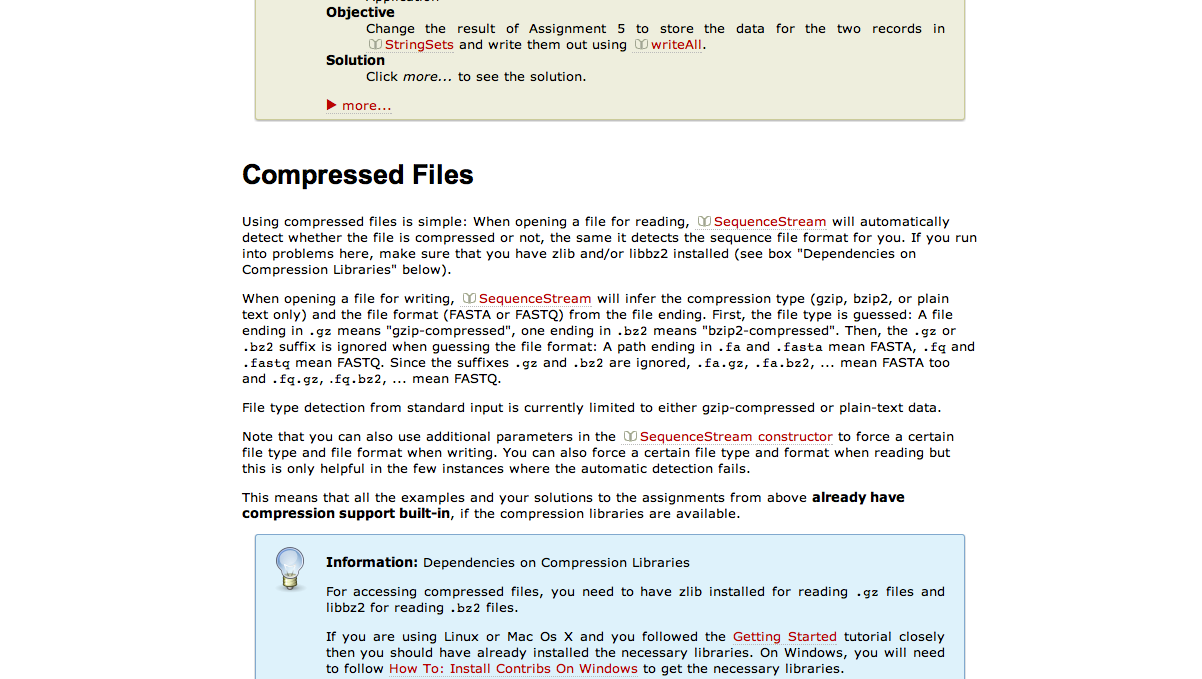 Objective
Change the result of Assignment 5 to store the data for the two records in
StringSets and write them out using writeAll.
Solution
Click more... to see the solution.
more...
Compressed Files
Using compressed files is simple: When opening a file for reading, SequenceStream will automatically
detect whether the file is compressed or not, the same it detects the sequence file format for you. If you run
into problems here, make sure that you have zlib and/or libbz2 installed (see box "Dependencies on
Compression Libraries" below).
When opening a file for writing, SequenceStream will infer the compression type (gzip, bzip2, or plain
text only) and the file format (FASTA or FASTQ) from the file ending. First, the file type is guessed: A file
ending in .gz means "gzip-compressed", one ending in .bz2 means "bzip2-compressed". Then, the .gz or
.bz2 suffix is ignored when guessing the file format: A path ending in .fa and .fasta mean FASTA, .fq and
.fastq mean FASTQ. Since the suffixes .gz and .bz2 are ignored, .fa.gz, .fa.bz2, ... mean FASTA too
and .fq.gz, .fq.bz2, ... mean FASTQ.
File type detection from standard input is currently limited to either gzip-compressed or plain-text data.
Note that you can also use additional parameters in the SequenceStream constructor to force a certain
file type and file format when writing. You can also force a certain file type and format when reading but
this is only helpful in the few instances where the automatic detection fails.
This means that all the examples and your solutions to the assignments from above already have
compression support built-in, if the compression libraries are available.
Information: Dependencies on Compression Libraries
For accessing compressed files, you need to have zlib installed for reading .gz files and
libbz2 for reading .bz2 files.
If you are using Linux or Mac Os X and you followed the Getting Started tutorial closely
then you should have already installed the necessary libraries. On Windows, you will need
to follow How To: Install Contribs On Windows to get the necessary libraries.